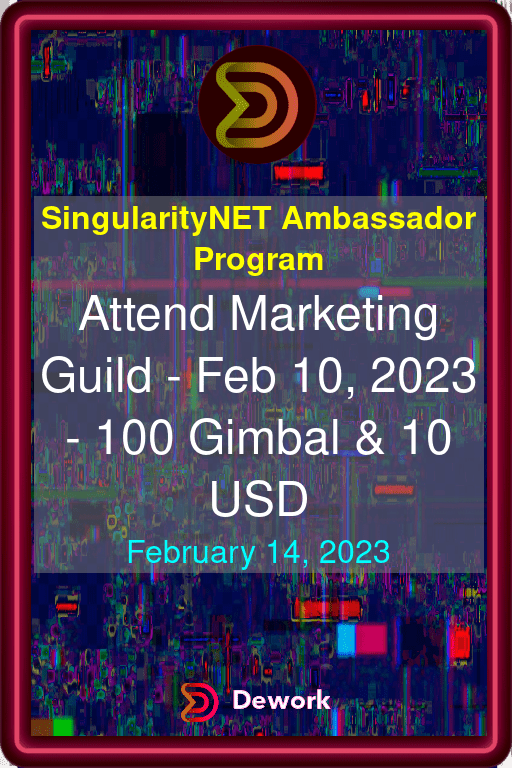 SingularityNET Ambassador
Program
Attend Marketing
Guild - Feb 10, 2023
- 100 Gimbal & 10
USD
February 14, 2023
Dework